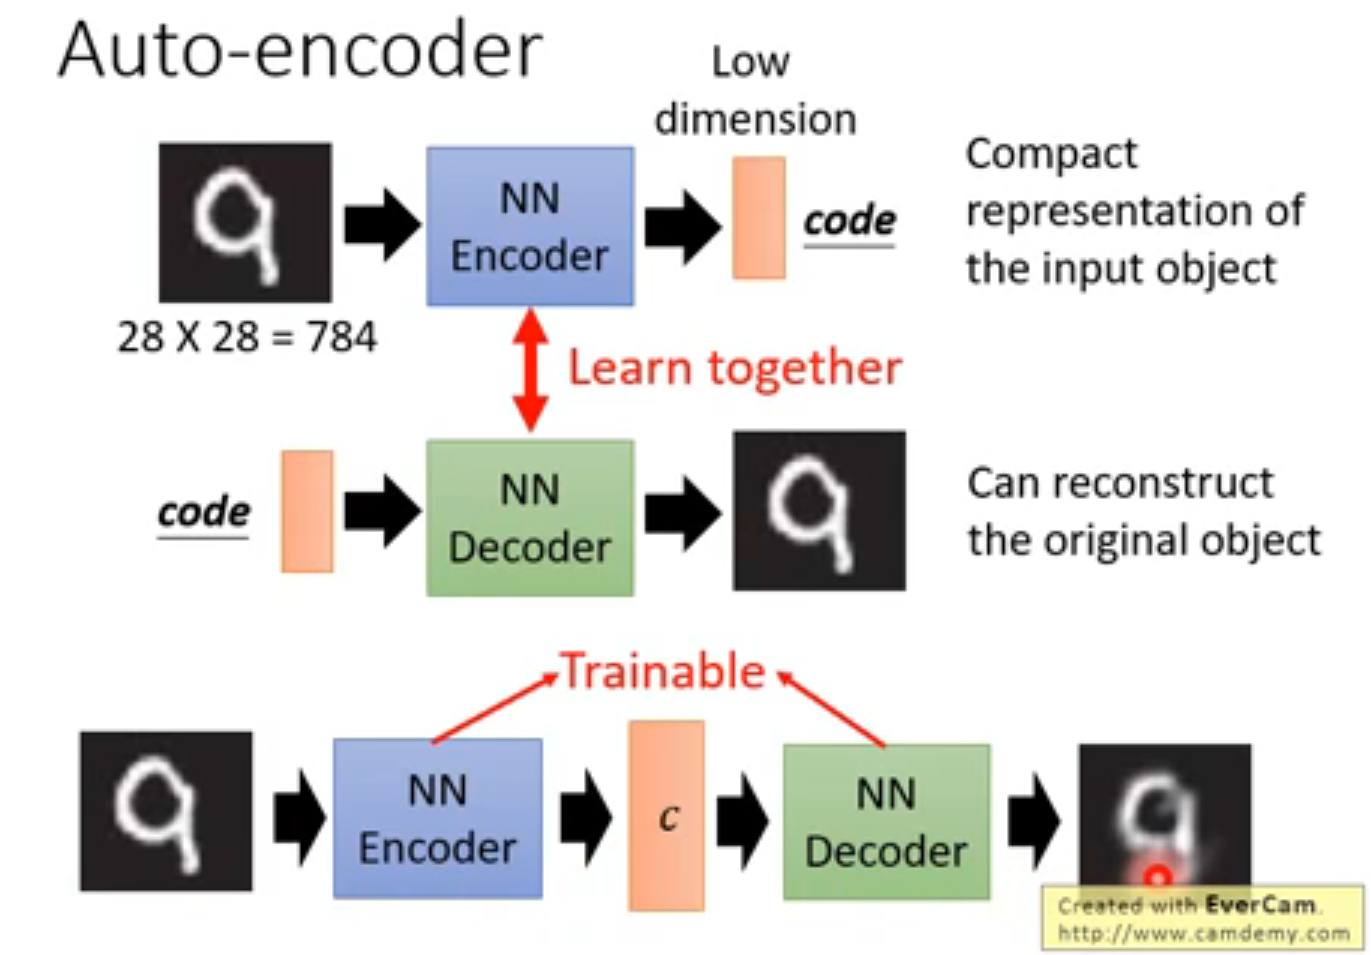 Auto-encoder
Low
dimension
NN
Encoder
code
Compact
representation of
the input object
28 X 28 = 784
Learn together
code
NN
Decoder
Can reconstruct
the original object
Trainable
NN
Encoder
c
NN
Decoder
Created with EverCam.
http://www.camdemy.com